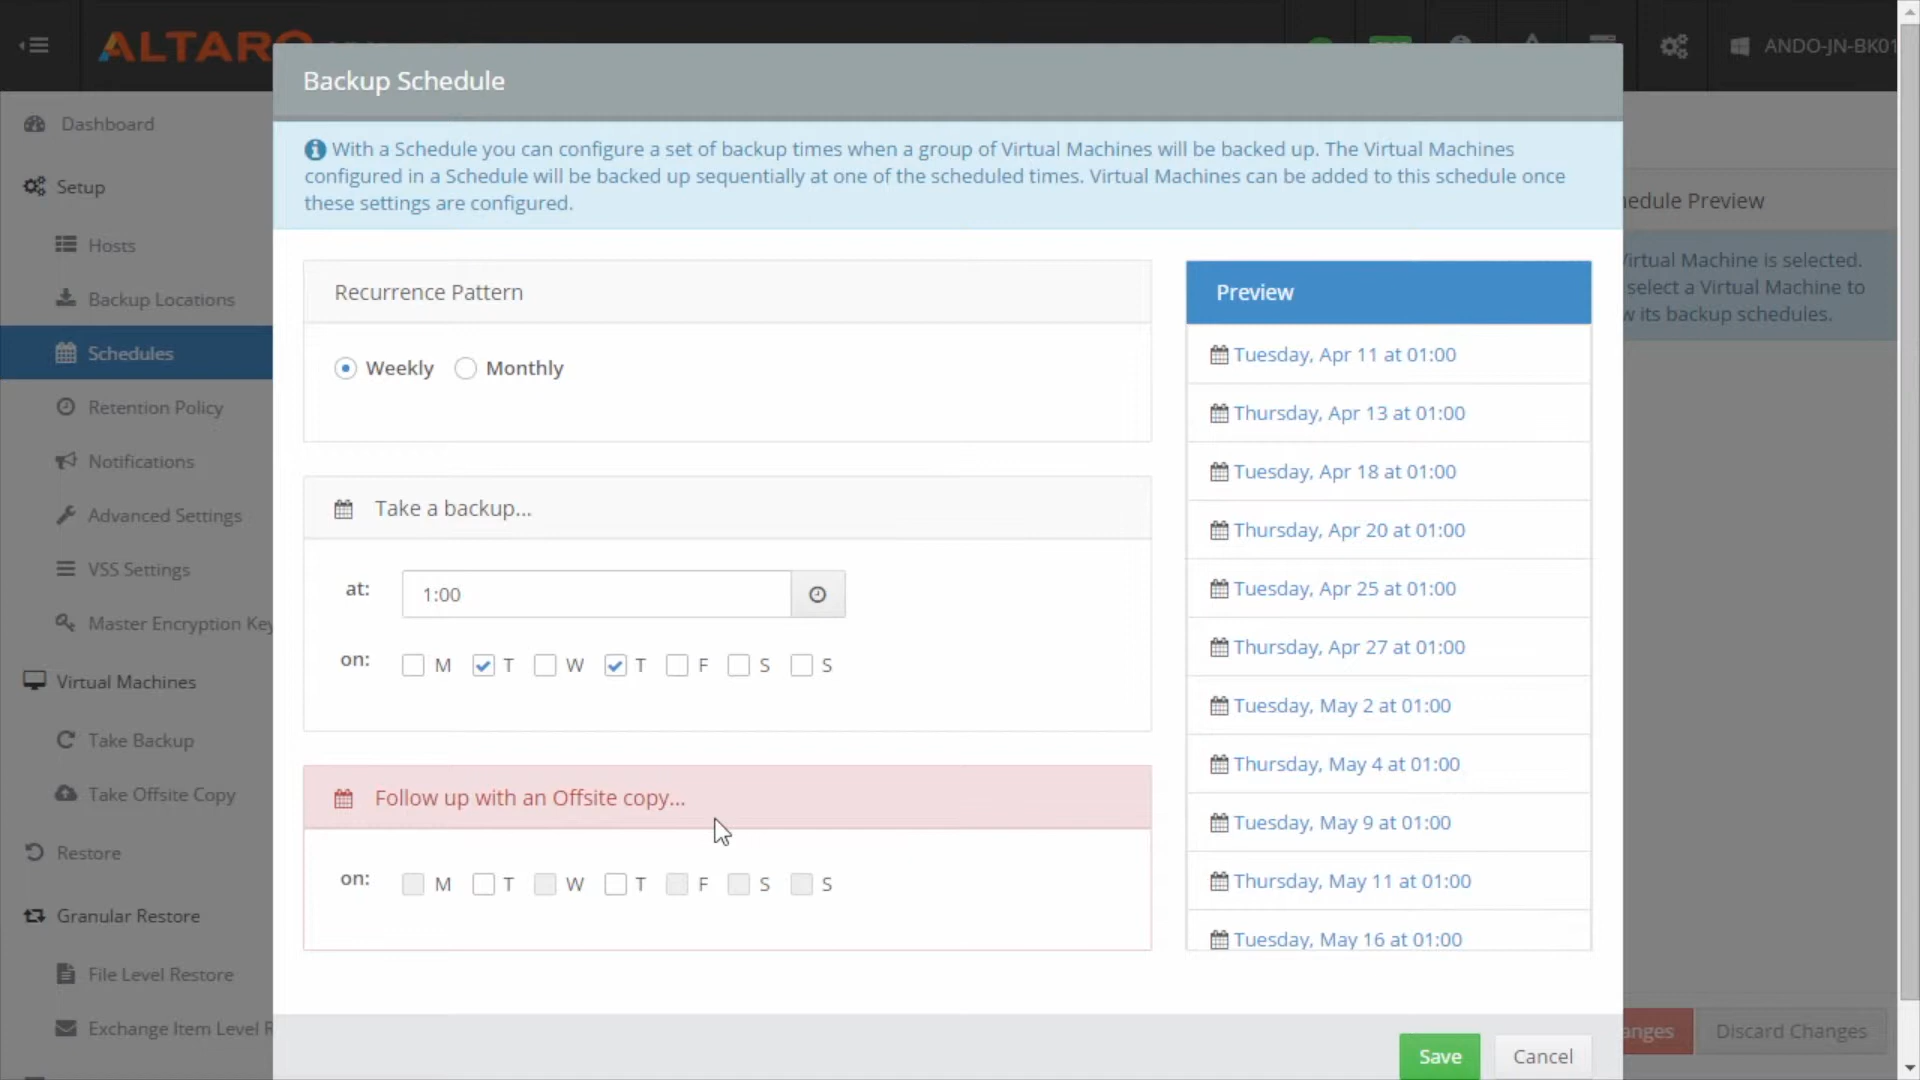 ALTARO
ANDO-JN-BK01
Dashboard
Setup
Hosts
Backup Locations
Schedules
Retention Policy
Notifications
Advanced Settings
VSS Settings
Master Encryption Key
Virtual Machines
Take Backup
Take Offsite Copy
Restore
Granular Restore
File Level Restore
Exchange Item Level R
Backup Schedule
With a Schedule you can configure a set of backup times when a group of Virtual Machines will be backed up. The Virtual Machines
configured in a Schedule will be backed up sequentially at one of the scheduled times. Virtual Machines can be added to this schedule once
these settings are configured.
Recurrence Pattern
Weekly Monthly
Take a backup...
at: 1:00
on: M T W T F S S
Follow up with an Offsite copy...
on: M T W T F S S
Preview
Tuesday, Apr 11 at 01:00
Thursday, Apr 13 at 01:00
Tuesday, Apr 18 at 01:00
Thursday, Apr 20 at 01:00
Tuesday, Apr 25 at 01:00
Thursday, Apr 27 at 01:00
Tuesday, May 2 at 01:00
Thursday, May 4 at 01:00
Tuesday, May 9 at 01:00
Thursday, May 11 at 01:00
Tuesday, May 16 at 01:00
Save Cancel
hedule Preview
Virtual Machine is selected.
select a Virtual Machine to
w its backup schedules.
anges Discard Changes